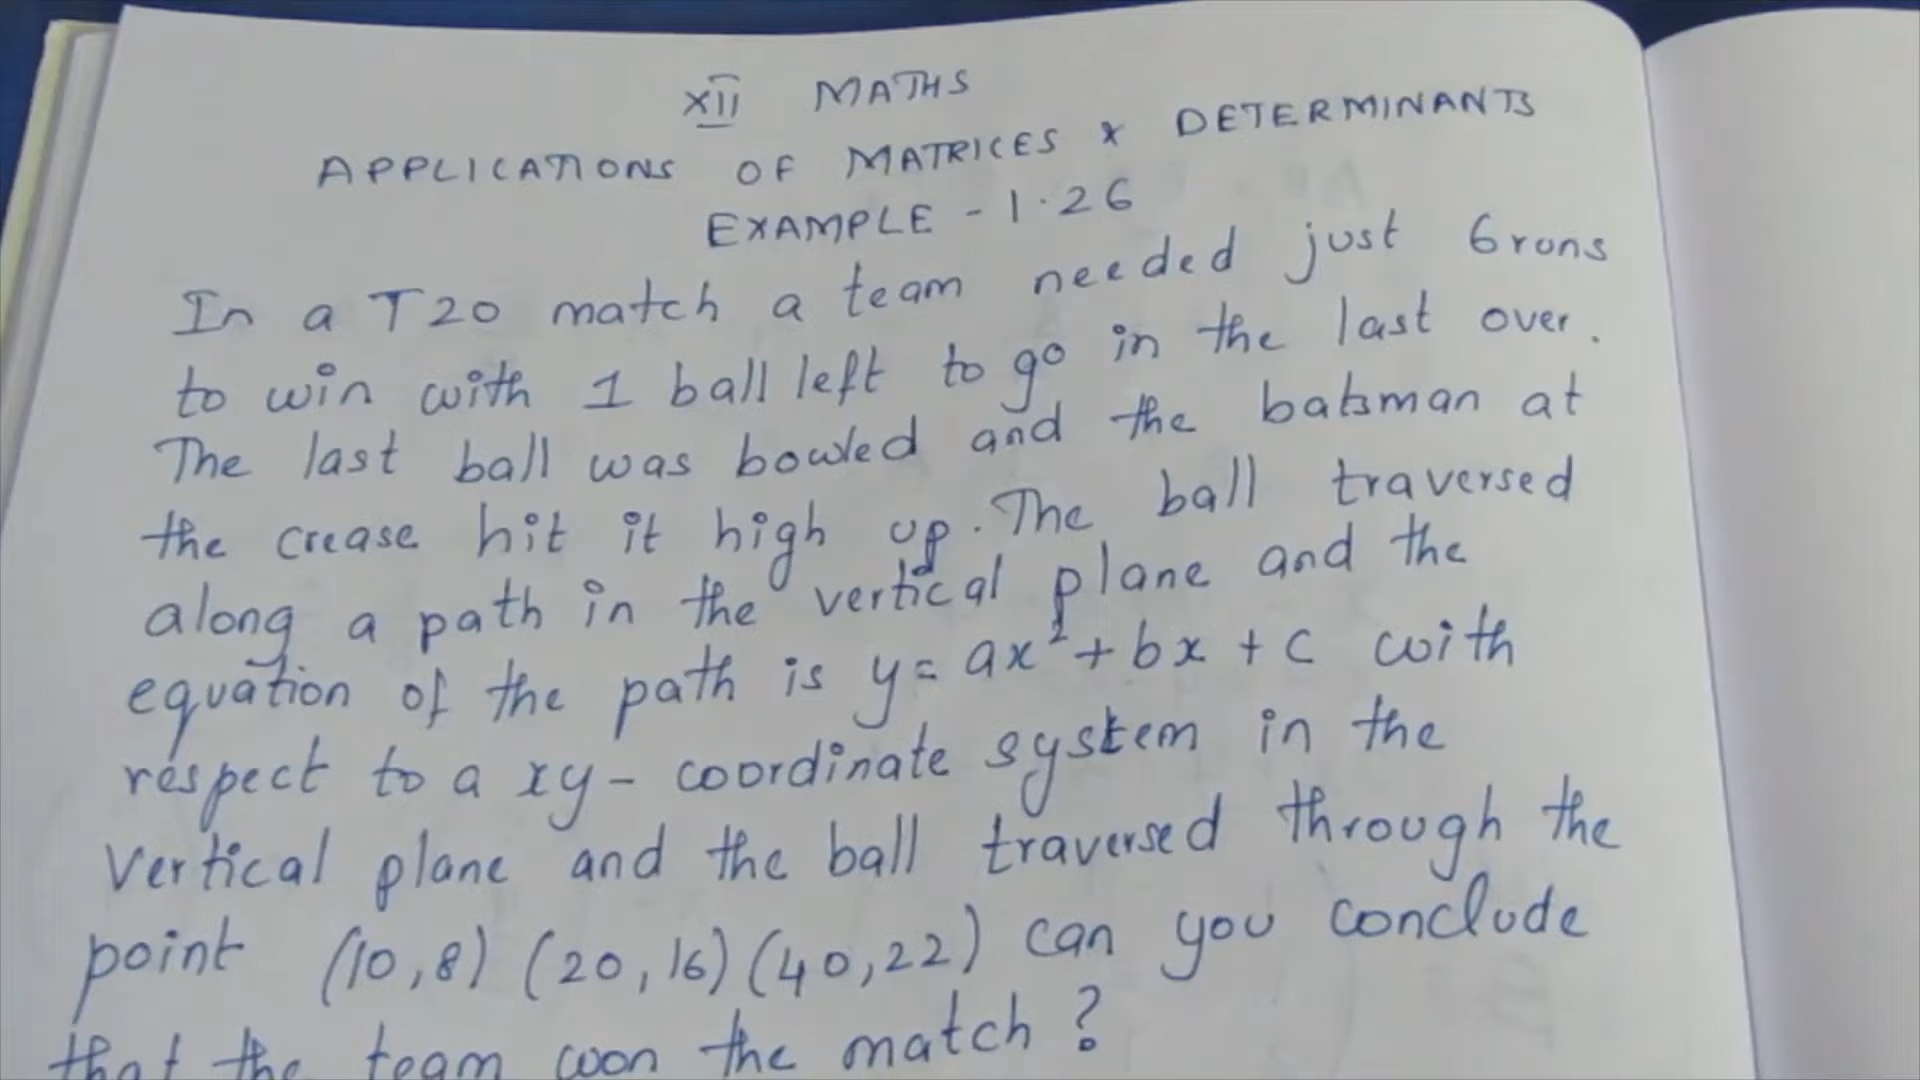 XII MATHS
APPLICATIONS OF MATRICES & DETERMINANTS
EXAMPLE - 1.26
In a T20 match a team needed just 6 runs
to win with 1 ball left to go in the last over.
The last ball was bowled and the batsman at
the crease hit it high up. The ball traversed
along a path in the vertical plane and the
equation of the path is y = ax² + bx + c with
respect to a xy- coordinate system in the
vertical plane and the ball traversed through the
point (10,8) (20,16) (40,22) can you conclude
that the team won the match?